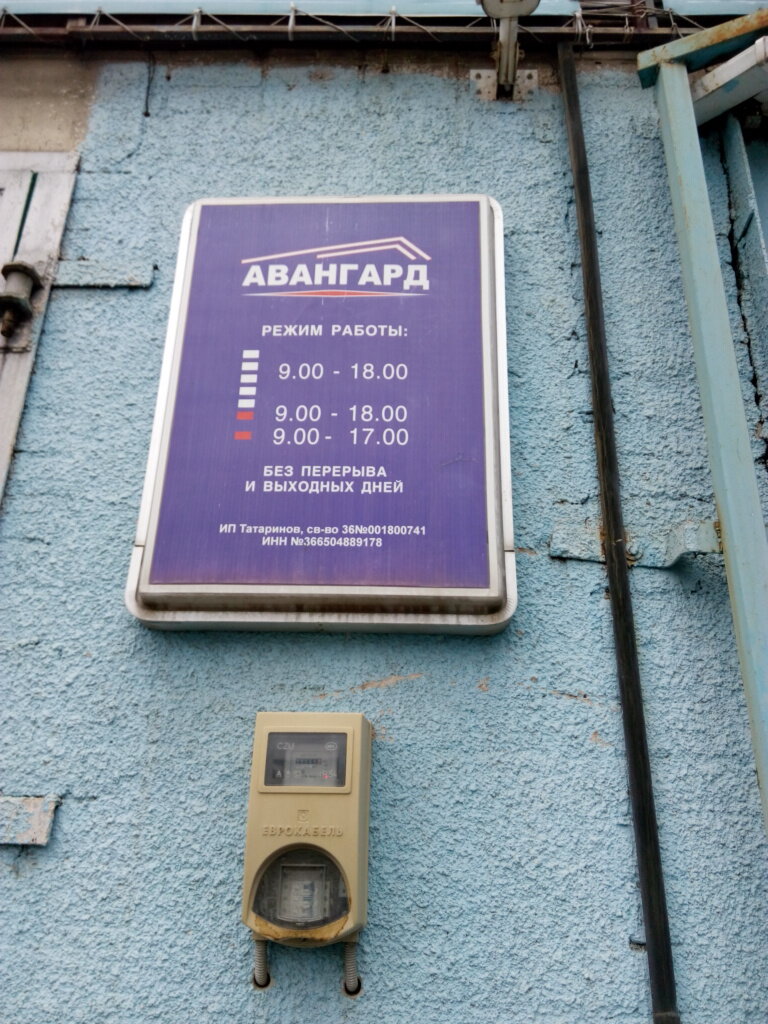 АВАНГАРД
РЕЖИМ РАБОТЫ:
9.00 - 18.00
9.00 - 18.00
9.00 - 17.00
БЕЗ ПЕРЕРЫВА
И ВЫХОДНЫХ ДНЕЙ
ИП Татаринов, св-во 36№001800741
ИНН №366504889178
CZU
ЕВРОКАБЕЛЬ